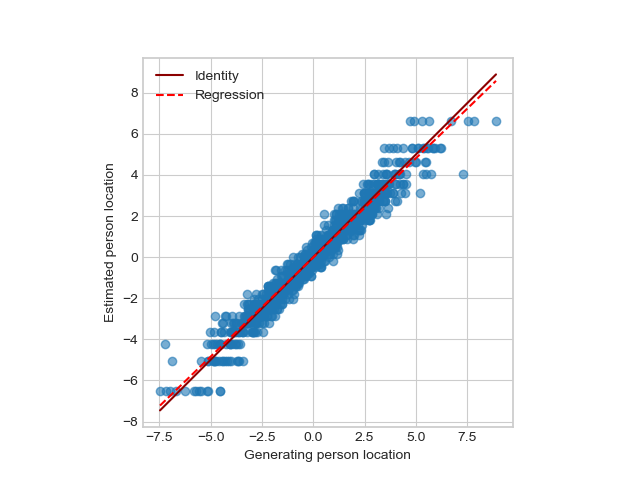 Identity
Regression
8
6
4
2
0
−2
−4
−6
−8
−7.5 −5.0 −2.5 0.0 2.5 5.0 7.5
Generating person location
Estimated person location